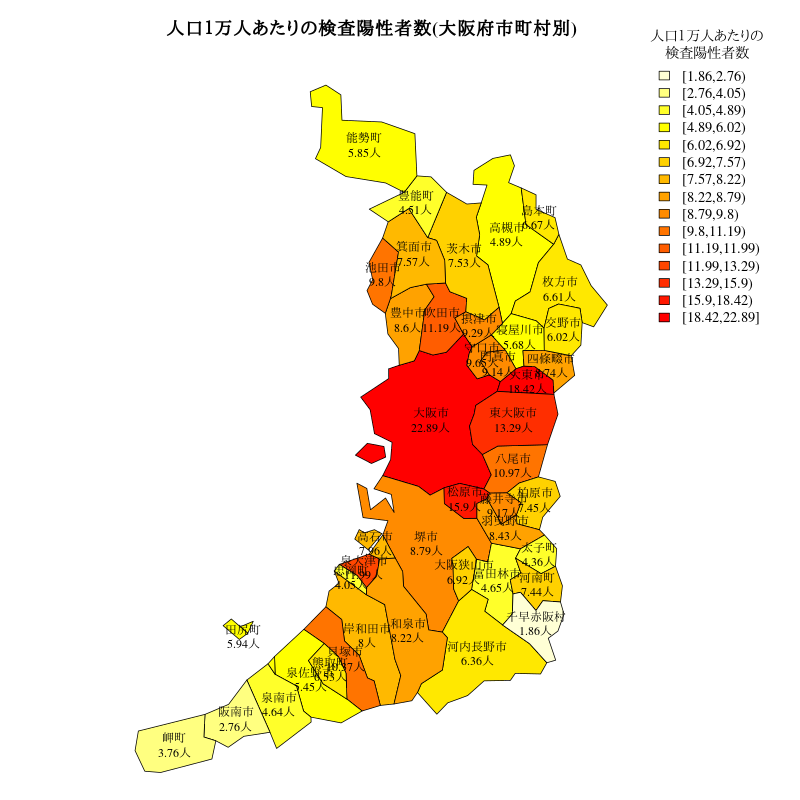 人口1万人あたりの検査陽性者数(大阪府市町村別)
人口1万人あたりの
検査陽性者数
[1.86,2.76)
[2.76,4.05)
[4.05,4.89)
[4.89,6.02)
[6.02,6.92)
[6.92,7.57)
[7.57,8.22)
[8.22,8.79)
[8.79,9.8)
[9.8,11.19)
[11.19,11.99)
[11.99,13.29)
[13.29,15.9)
[15.9,18.42)
[18.42,22.89]
能勢町
5.85人
豊能町
4.51人
島本町
6.67人
高槻市
4.89人
箕面市
7.57人
茨木市
7.53人
池田市
9.8人
枚方市
6.61人
豊中市
8.6人
吹田市
11.19人
摂津市
9.29人
寝屋川市
5.68人
交野市
6.02人
守口市
9.65人
門真市
9.14人
四條畷市
8.74人
大東市
18.42人
大阪市
22.89人
東大阪市
13.29人
八尾市
10.97人
松原市
15.9人
藤井寺市
9.17人
柏原市
7.45人
羽曳野市
8.43人
高石市
7.96人
堺市
8.79人
太子町
4.36人
泉大津市
11.99人
忠岡町
4.05人
大阪狭山市
6.92人
富田林市
4.65人
河南町
7.44人
千早赤阪村
1.86人
田尻町
5.94人
岸和田市
8人
和泉市
8.22人
河内長野市
6.36人
貝塚市
10.37人
熊取町
6.53人
泉佐野市
5.45人
泉南市
4.64人
阪南市
2.76人
岬町
3.76人